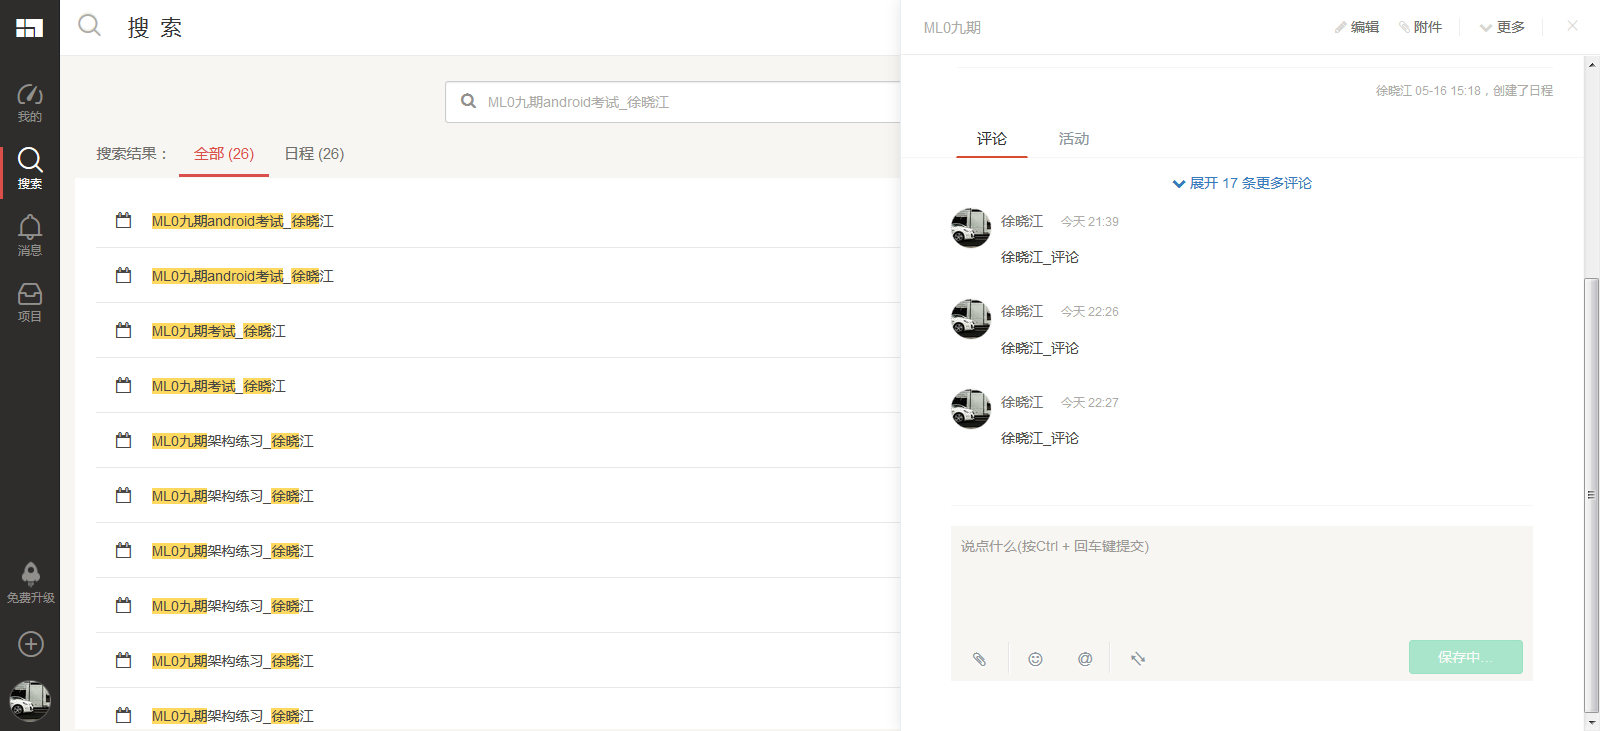 搜 索
我的
搜索
消息
项目
免费升级
ML0九期android考试_徐晓江
搜索结果：
全部 (26)
日程 (26)
ML0九期android考试_徐晓江
ML0九期android考试_徐晓江
ML0九期考试_徐晓江
ML0九期考试_徐晓江
ML0九期架构练习_徐晓江
ML0九期架构练习_徐晓江
ML0九期架构练习_徐晓江
ML0九期架构练习_徐晓江
ML0九期架构练习_徐晓江
ML0九期架构练习_徐晓江
ML0九期
编辑
附件
更多
徐晓江 05-16 15:18，创建了日程
评论
活动
展开 17 条更多评论
徐晓江 今天 21:39
徐晓江_评论
徐晓江 今天 22:26
徐晓江_评论
徐晓江 今天 22:27
徐晓江_评论
说点什么(按Ctrl + 回车键提交)
保存中...